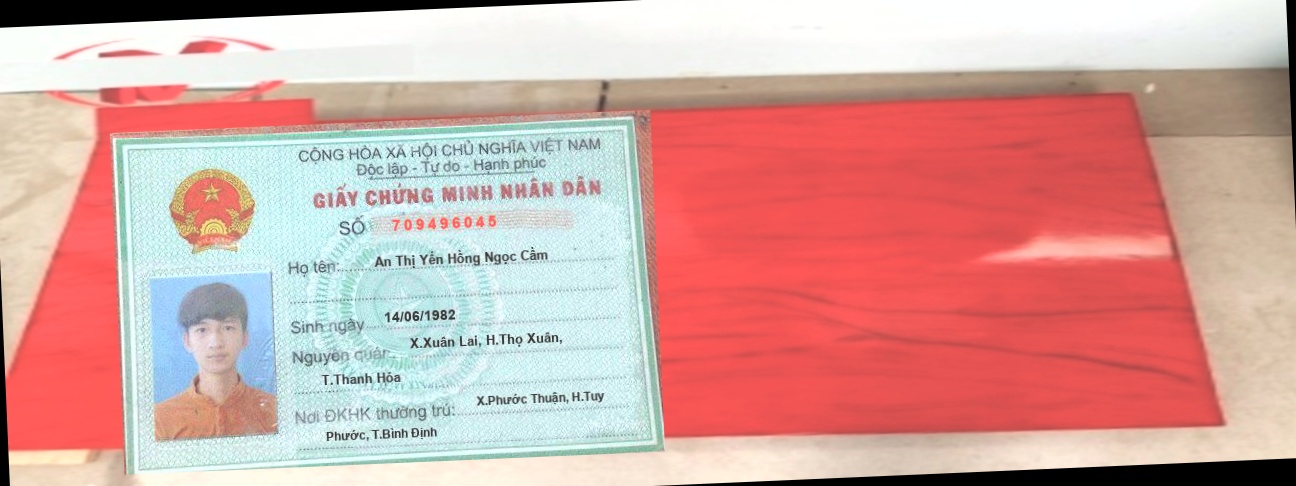 CỘNG HÒA XÃ HỘI CHỦ NGHĨA VIỆT NAM
Độc lập - Tự do - Hạnh phúc
GIẤY CHỨNG MINH NHÂN DÂN
SỐ 709496045
Họ tên: An Thị Yến Hồng Ngọc Cầm
Sinh ngày 14/06/1982
Nguyên quán: X.Xuân Lai, H.Thọ Xuân,
T.Thanh Hóa
Nơi ĐKHK thường trú: X.Phước Thuận, H.Tuy
Phước, T.Bình Định